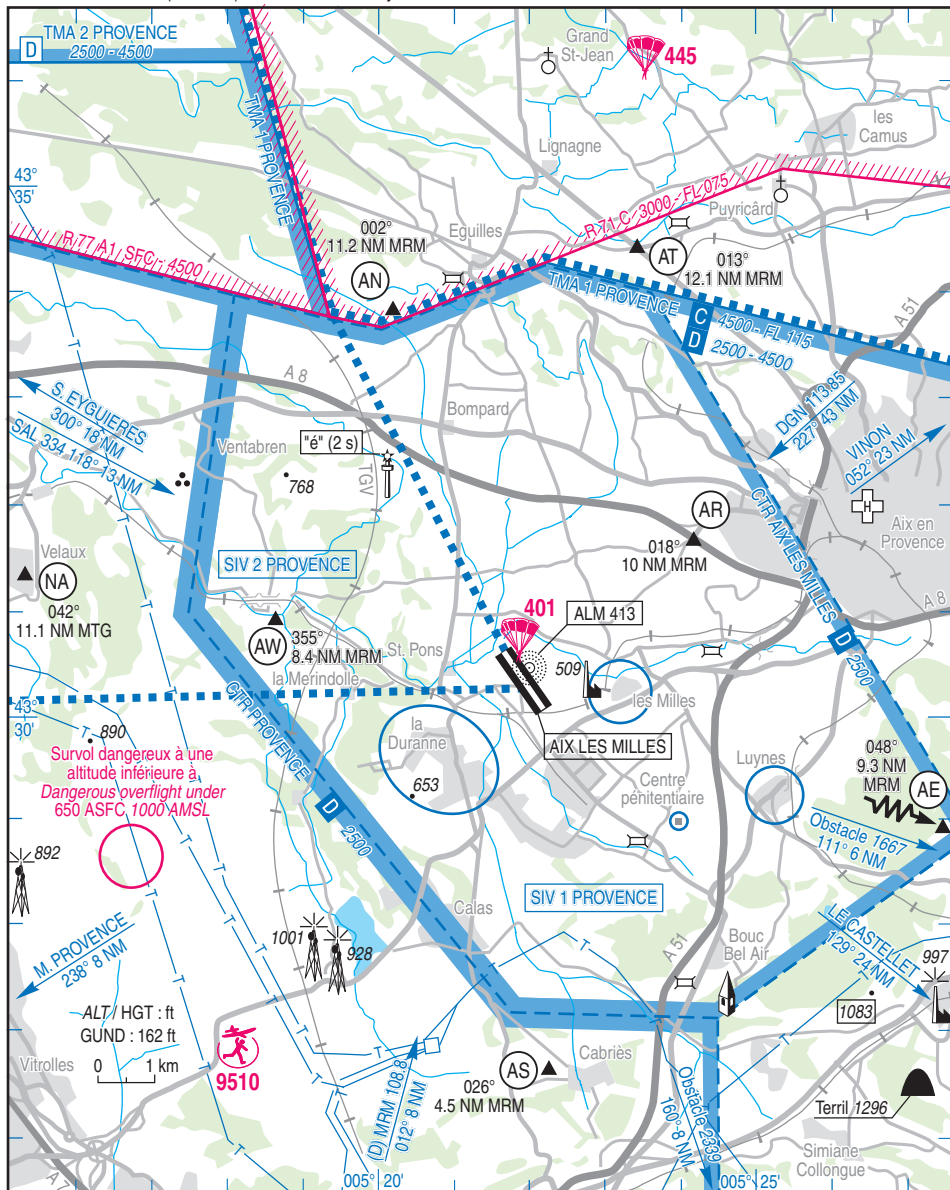 TMA 2 PROVENCE
D
2500 - 4500
Grand
St-Jean
445
TMA 1 PROVENCE
les
Camus
Lignagne
43°
35'
R 71 C / 3000 - FL 075
Puyricârd
002°
11.2 NM MRM
Eguilles
R 77 A1, SFC - 4500
AN
AT
013°
12.1 NM MRM
TMA 1 PROVENCE
C
4500 - FL 115
D
2500 - 4500
A 51
A 8
S. EYGUIERES
300° 18 NM
SAL 334 118° 13 NM
Bompard
DGN 113.85
227° 43 NM
VINON
052° 23 NM
Ventabren
"é" (2 s)
TGV
768
AR
H
Aix en
Provence
018°
10 NM MRM
CTR AIX LES MILLES
Velaux
NA
042°
11.1 NM MTG
SIV 2 PROVENCE
A 8
401
ALM 413
AW
355°
8.4 NM MRM
St. Pons
la Merindolle
509
D
2500
les Milles
43°
30'
CTR PROVENCE
890
la
Duranne
AIX LES MILLES
Survol dangereux à une
altitude inférieure à
Dangerous overflight under
650 ASFC 1000 AMSL
653
Luynes
048°
9.3 NM
MRM
AE
Centre
pénitentiaire
D
2500
Obstacle 1667
111° 6 NM
892
SIV 1 PROVENCE
Calas
LE CASTELLET
129° 24 NM
1001
928
A 51
Bouc
Bel Air
997
M. PROVENCE
238° 8 NM
1083
ALT / HGT : ft
GUND : 162 ft
0 1 km
Vitrolles
9510
(D) MRM 108.8
012° 8 NM
AS
026°
4.5 NM MRM
Cabriès
Obstacle 2339
160°-8 NM
Terril 1296
Simiane
Collongue
A 7
005° 20'
005° 25'